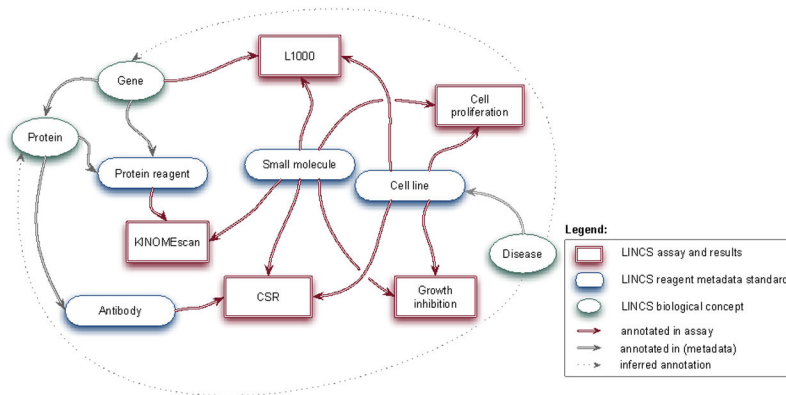 L1000
Gene
Cell
proliferation
Protein
Protein reagent
Small molecule
Cell line
KINOMEscan
Disease
Antibody
CSR
Growth
inhibition
Legend:
LINCS assay and results
LINCS reagent metadata standard
LINCS biological concept
annotated in assay
annotated in (metadata)
inferred annotation